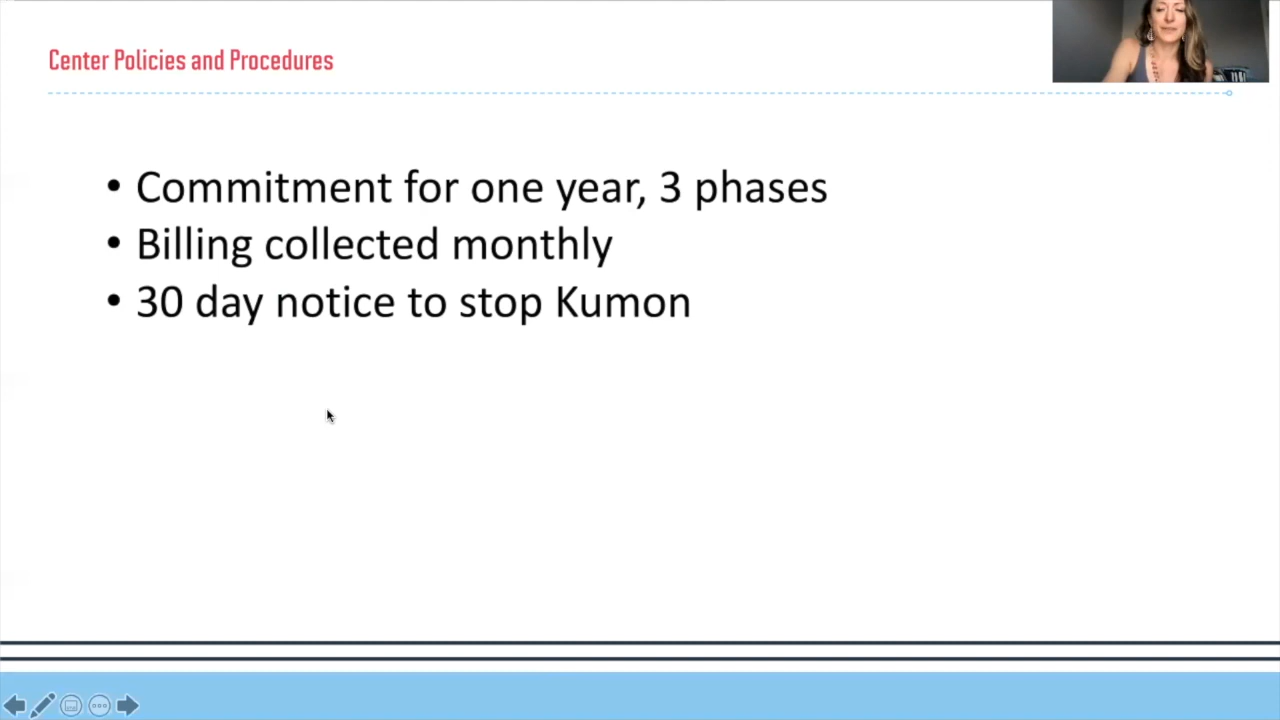 Center Policies and Procedures
• Commitment for one year, 3 phases
• Billing collected monthly
• 30 day notice to stop Kumon